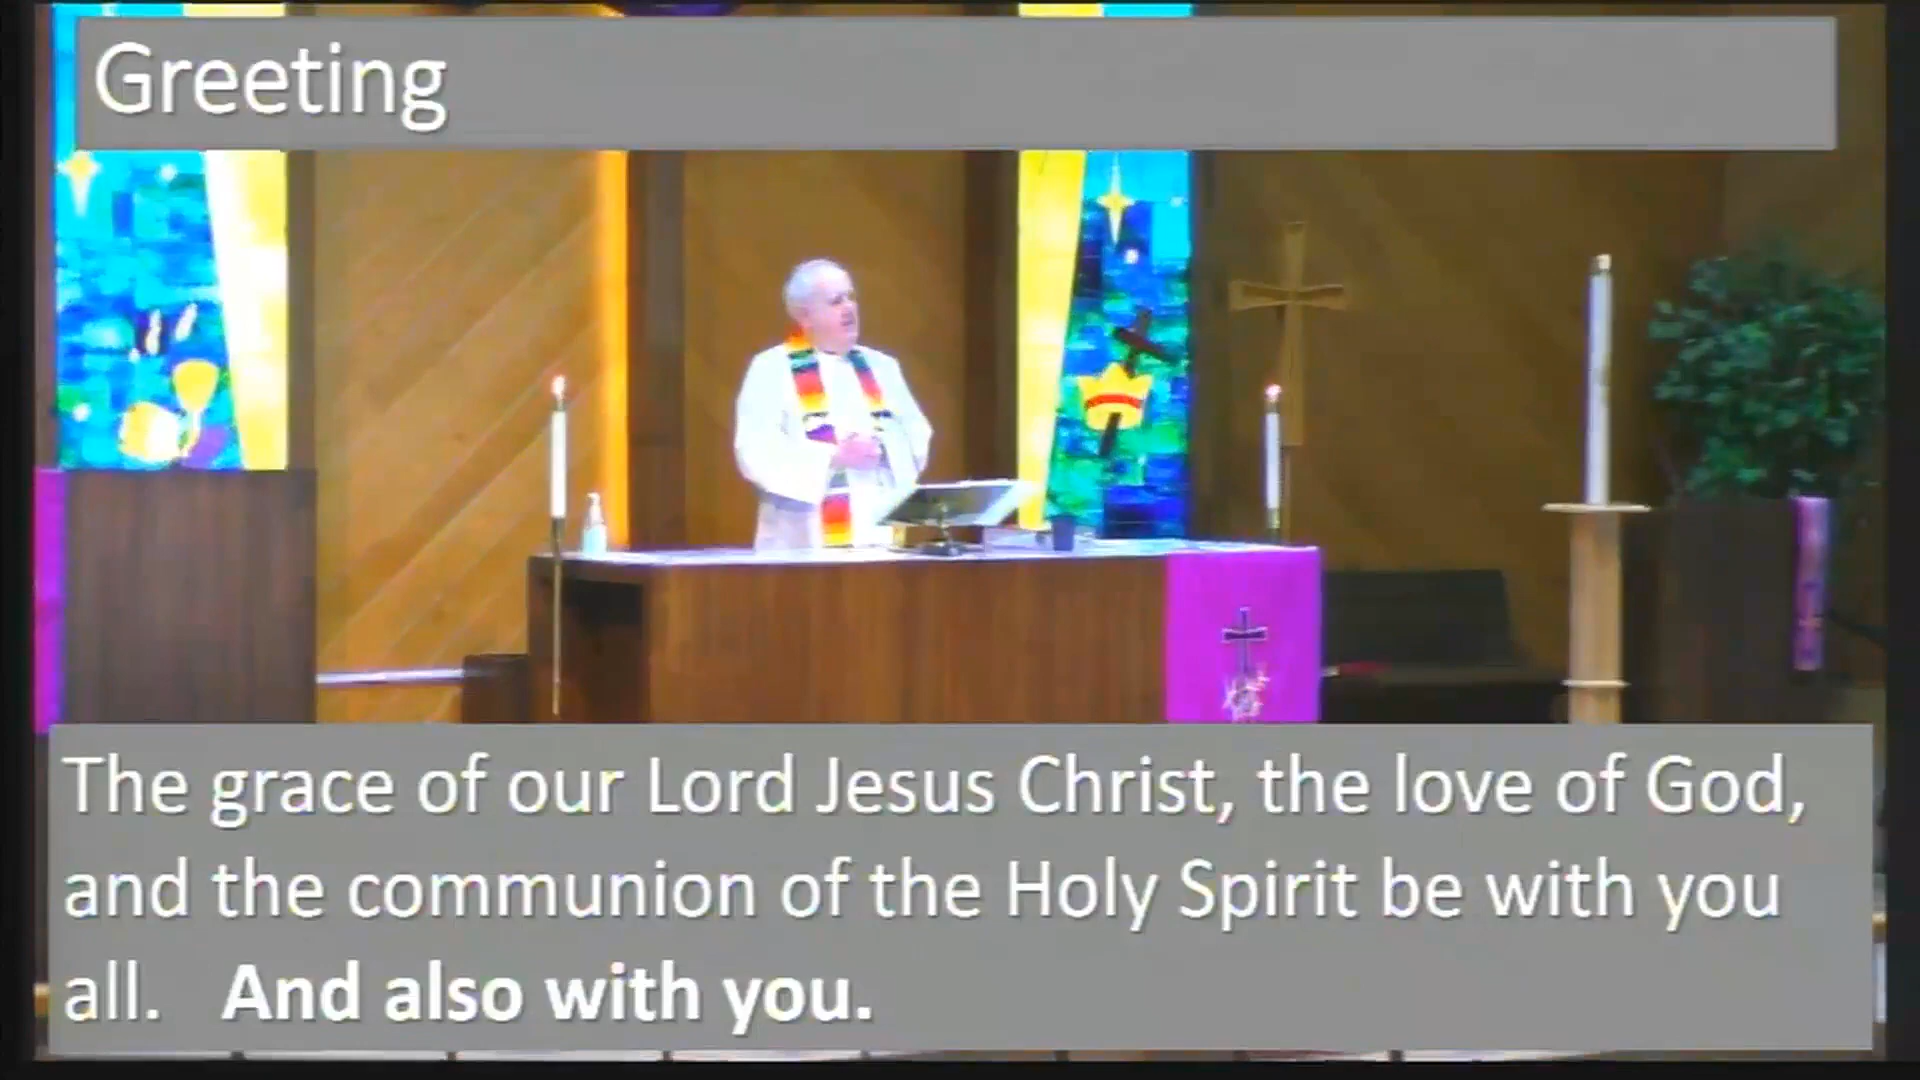 Greeting
The grace of our Lord Jesus Christ, the love of God,
and the communion of the Holy Spirit be with you
all. And also with you.